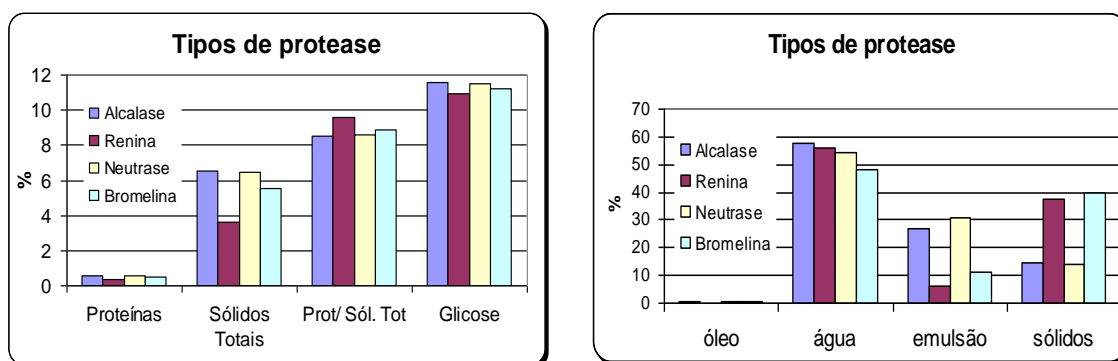 Tipos de protease
12
10
8
6
4
2
0
%
Alcalase
Renina
Neutrase
Bromelina
Proteínas
Sólidos
Totais
Prot/ Sól. Tot
Glicose
Tipos de protease
70
60
50
40
30
20
10
0
%
Alcalase
Renina
Neutrase
Bromelina
óleo
água
emulsão
sólidos